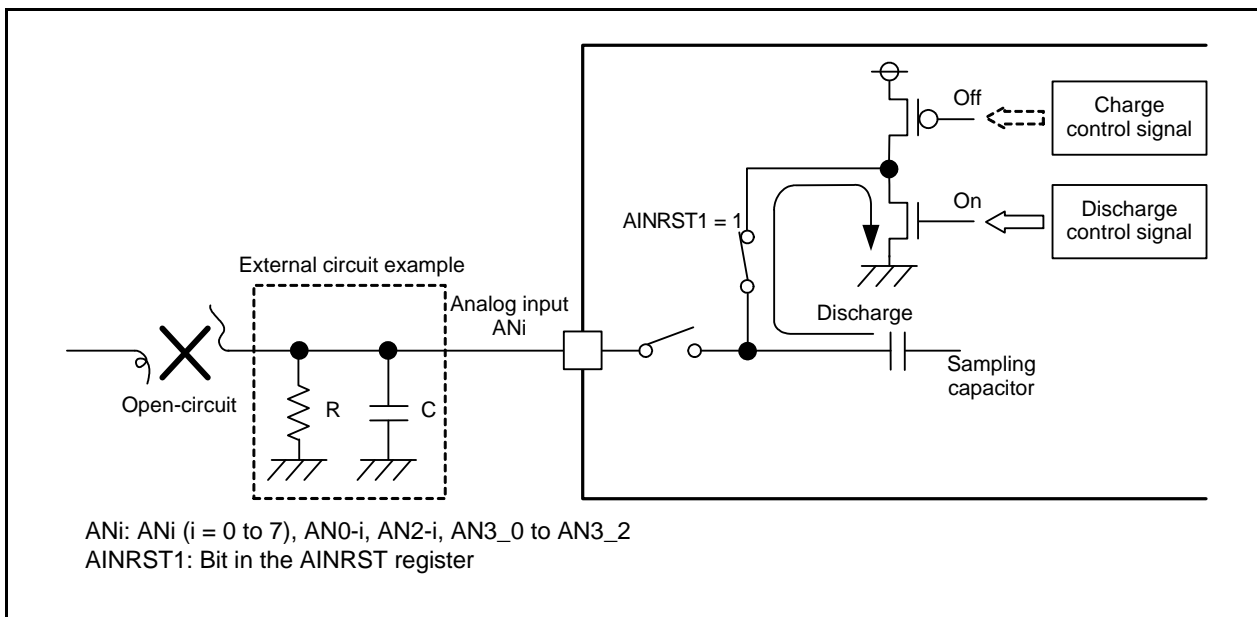 Off
Charge
control signal
On
Discharge
control signal
AINRST1 = 1
External circuit example
Analog input
ANi
Discharge
Sampling
capacitor
Open-circuit
R
C
ANi: ANi (i = 0 to 7), AN0-i, AN2-i, AN3_0 to AN3_2
AINRST1: Bit in the AINRST register